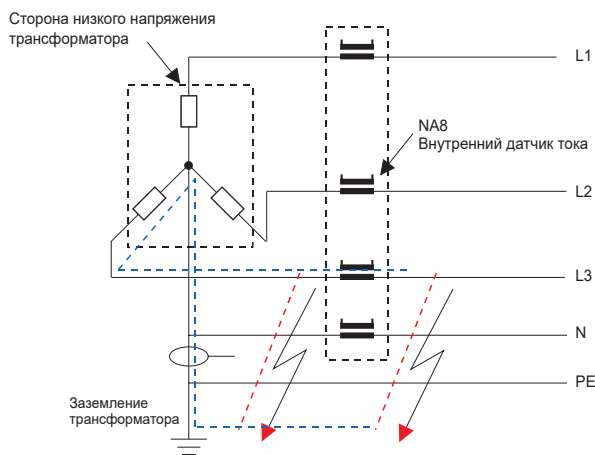 Сторона низкого напряжения
трансформатора
L1
NA8
Внутренний датчик тока
L2
L3
N
PE
Заземление
трансформатора